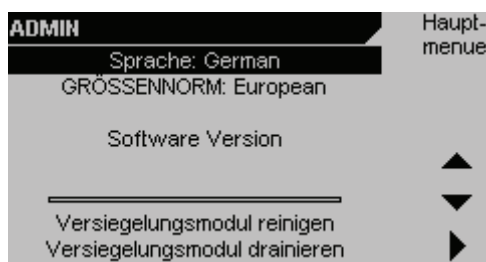 ADMIN
Haupt-
menue
Sprache: German
GRÖSSENNORM: European
Software Version
Versiegelungsmodul reinigen
Versiegelungsmodul drainieren